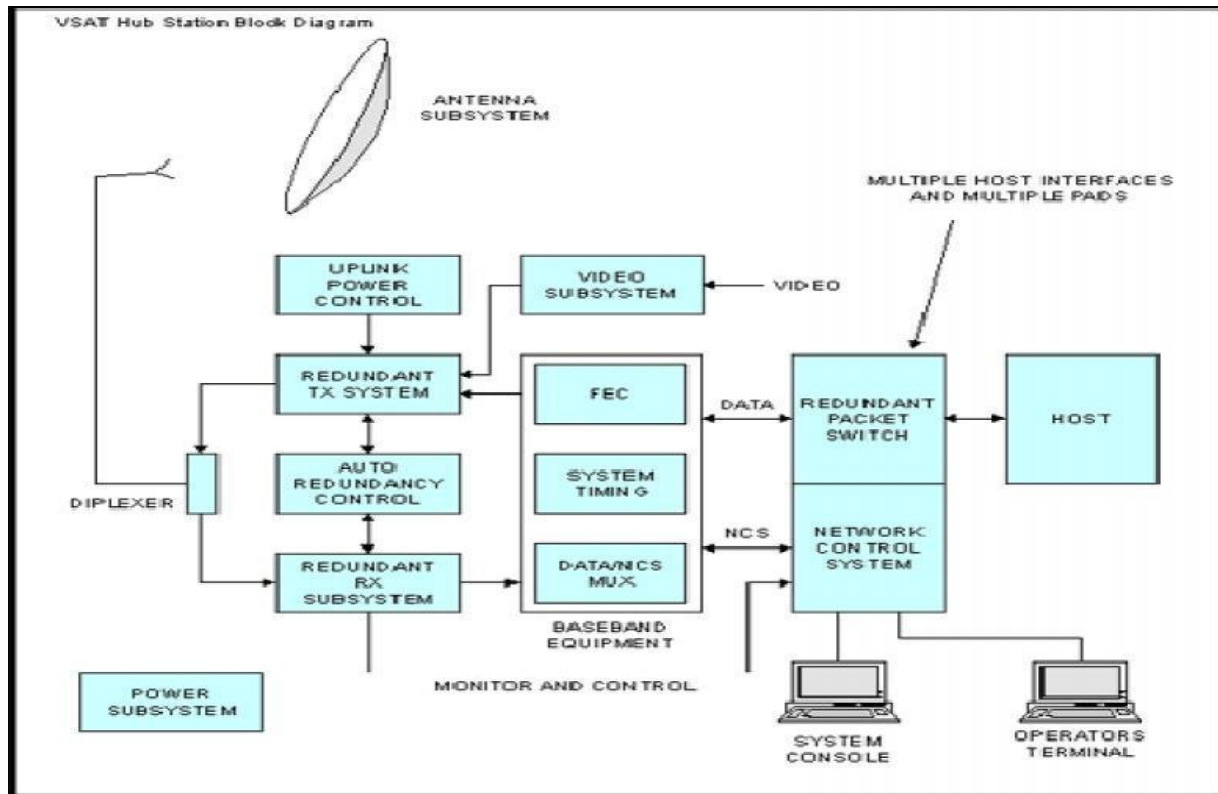 VSAT Hub Station Block Diagram
ANTENNA
SUBSYSTEM
MULTIPLE HOST INTERFACES
AND MULTIPLE PADS
UPLINK
POWER
CONTROL
VIDEO
SUBSYSTEM
VIDEO
REDUNDANT
TX SYSTEM
FEC
DATA
REDUNDANT
PACKET
SWITCH
HOST
AUTO
REDUNDANCY
CONTROL
SYSTEM
TIMING
DIPLEXER
NCS
NETWORK
CONTROL
SYSTEM
REDUNDANT
RX
SUBSYSTEM
DATA/NCS
MUX
BASEBAND
EQUIPMENT
MONITOR AND CONTROL
POWER
SUBSYSTEM
SYSTEM
CONSOLE
OPERATORS
TERMINAL